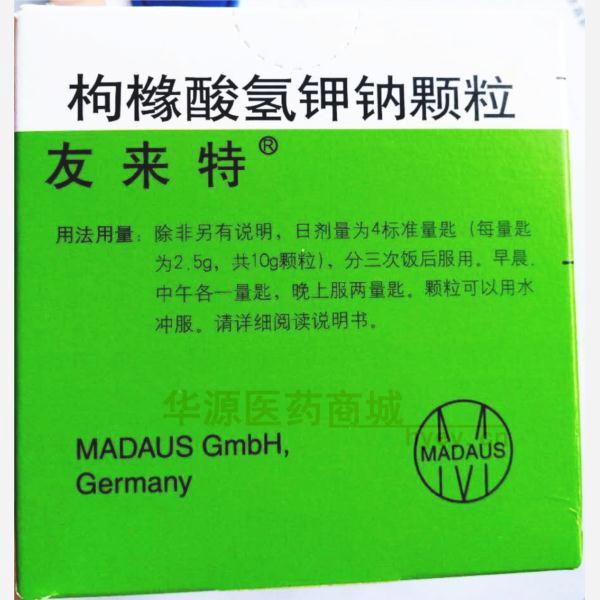 枸橼酸氢钾钠颗粒
友来特®
用法用量：除非另有说明，日剂量为4标准量匙（每量匙
为2.5g，共10g颗粒），分三次饭后服用。早晨、
中午各一量匙，晚上服两量匙。颗粒可以用水
冲服。请详细阅读说明书。
华源医药商城
MADAUS GmbH,
Germany
MADAUS